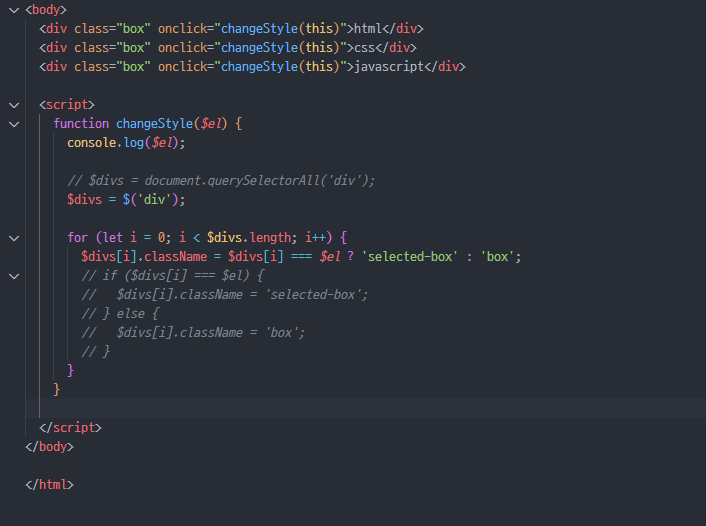 <body>
<div class="box" onclick="changeStyle(this)">html</div>
<div class="box" onclick="changeStyle(this)">css</div>
<div class="box" onclick="changeStyle(this)">javascript</div>
<script>
function changeStyle($el) {
console.log($el);
// $divs = document.querySelectorAll('div');
$divs = $('div');
for (let i = 0; i < $divs.length; i++) {
$divs[i].className = $divs[i] === $el ? 'selected-box' : 'box';
// if ($divs[i] === $el) {
//   $divs[i].className = 'selected-box';
// } else {
//   $divs[i].className = 'box';
// }
}
}
</script>
</body>
</html>